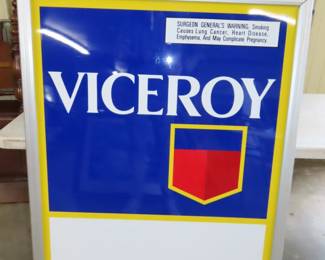 SURGEON GENERAL'S WARNING: Smoking
Causes Lung Cancer, Heart Disease,
Emphysema, And May Complicate Pregnancy.
VICEROY